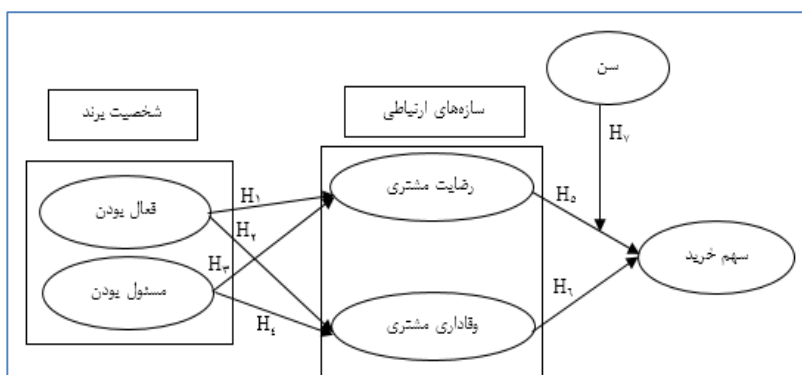 سن
شخصیت برند
سازه‌های ارتباطی
H۷
فعال بودن
H۱
رضایت مشتری
H۵
H۲
H۳
سهم خرید
مسئول بودن
H۴
وفاداری مشتری
H۶